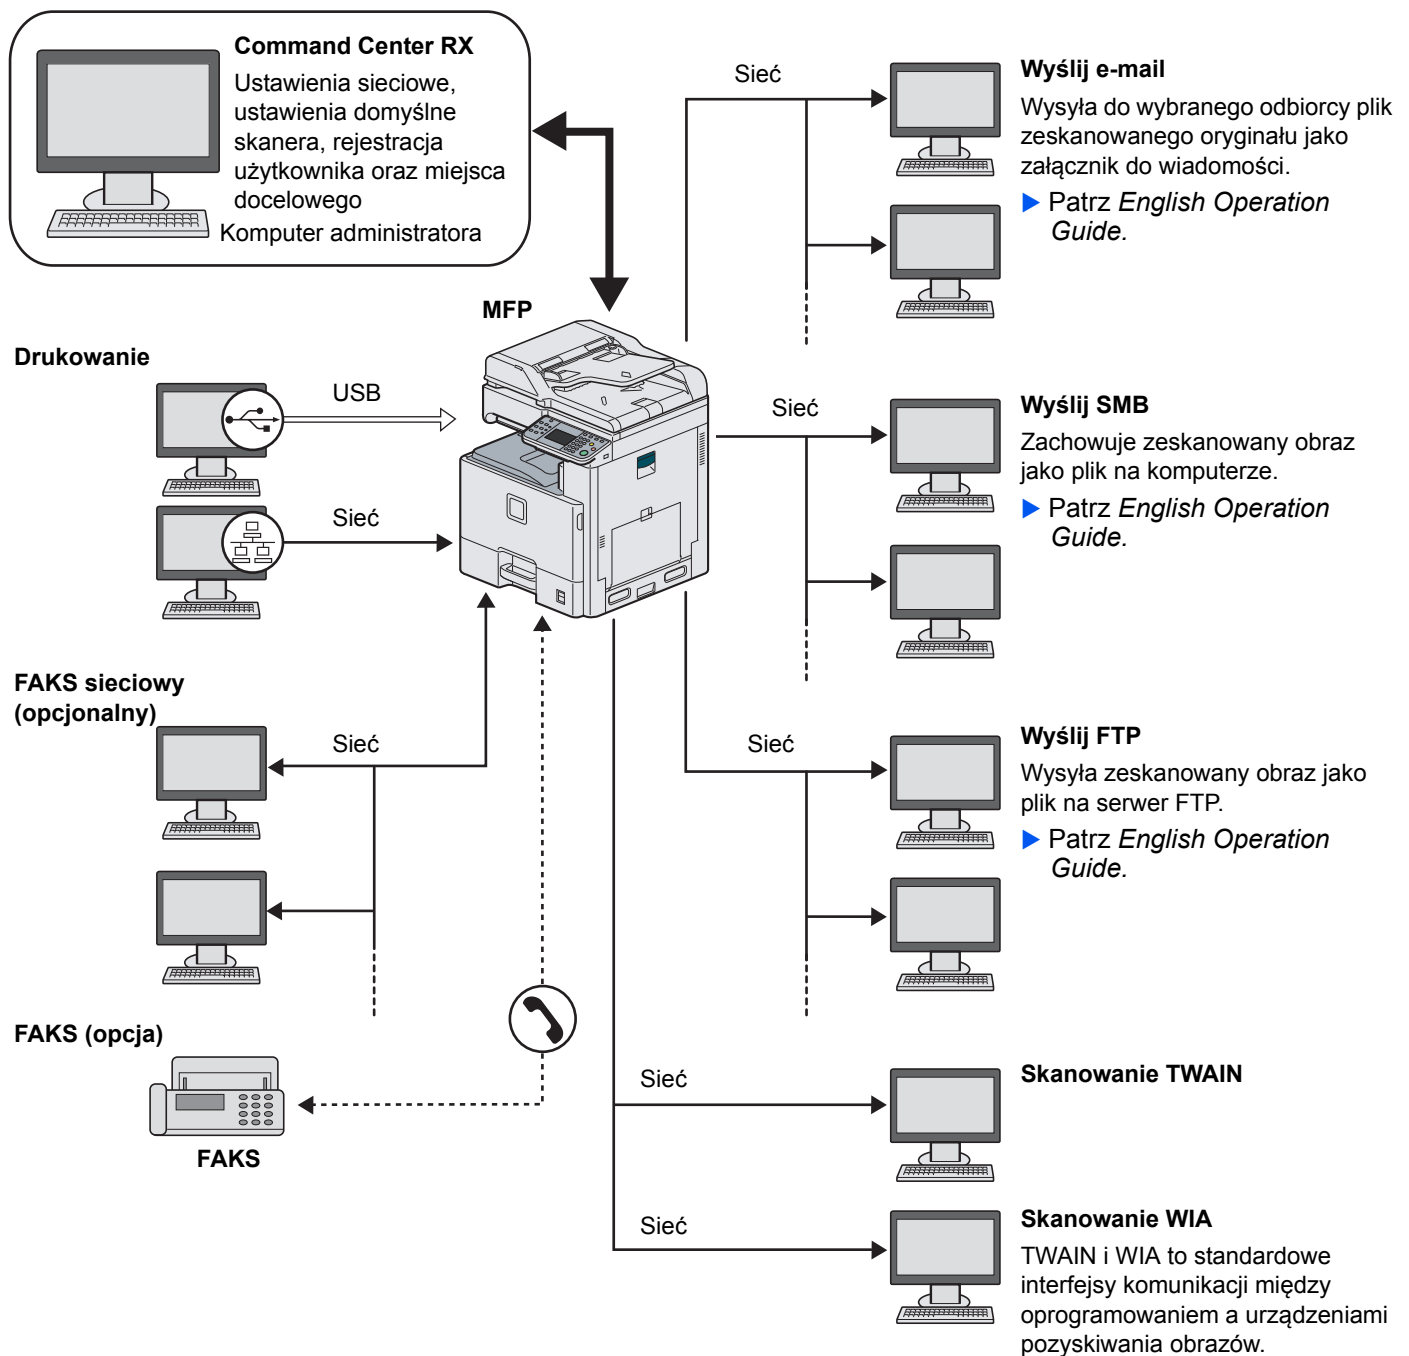 Command Center RX
Ustawienia sieciowe,
ustawienia domyślne
skanera, rejestracja
użytkownika oraz miejsca
docelowego
Komputer administratora
MFP
Drukowanie
USB
Sieć
FAKS sieciowy
(opcjonalny)
Sieć
FAKS (opcja)
FAKS
Sieć
Wyślij e-mail
Wysyła do wybranego odbiorcy plik
zeskanowanego oryginału jako
załącznik do wiadomości.
Patrz English Operation
Guide.
Sieć
Wyślij SMB
Zachowuje zeskanowany obraz
jako plik na komputerze.
Patrz English Operation
Guide.
Sieć
Wyślij FTP
Wysyła zeskanowany obraz jako
plik na serwer FTP.
Patrz English Operation
Guide.
Sieć
Skanowanie TWAIN
Sieć
Skanowanie WIA
TWAIN i WIA to standardowe
interfejsy komunikacji między
oprogramowaniem a urządzeniami
pozyskiwania obrazów.